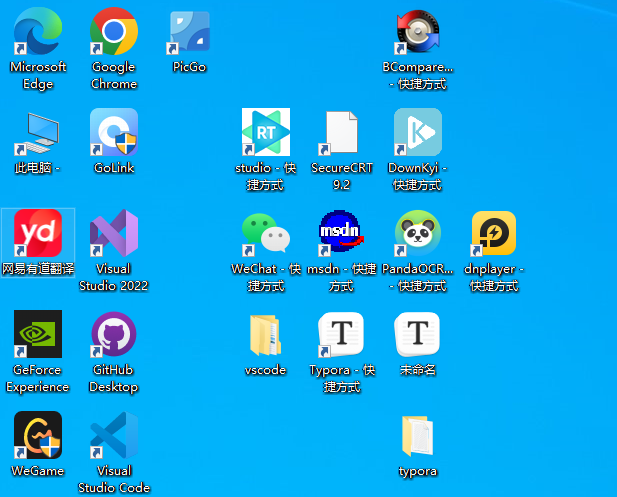 Microsoft
Edge
Google
Chrome
PicGo
BCompare...
- 快捷方式
此电脑 -
GoLink
RT
studio - 快
捷方式
SecureCRT
9.2
DownKyi -
快捷方式
yd
网易有道翻译
Visual
Studio 2022
WeChat - 快
捷方式
msdn
msdn - 快捷
方式
PandaOCR...
- 快捷方式
dnplayer -
快捷方式
GeForce
Experience
GitHub
Desktop
vscode
T
Typora - 快
捷方式
T
未命名
WeGame
Visual
Studio Code
typora